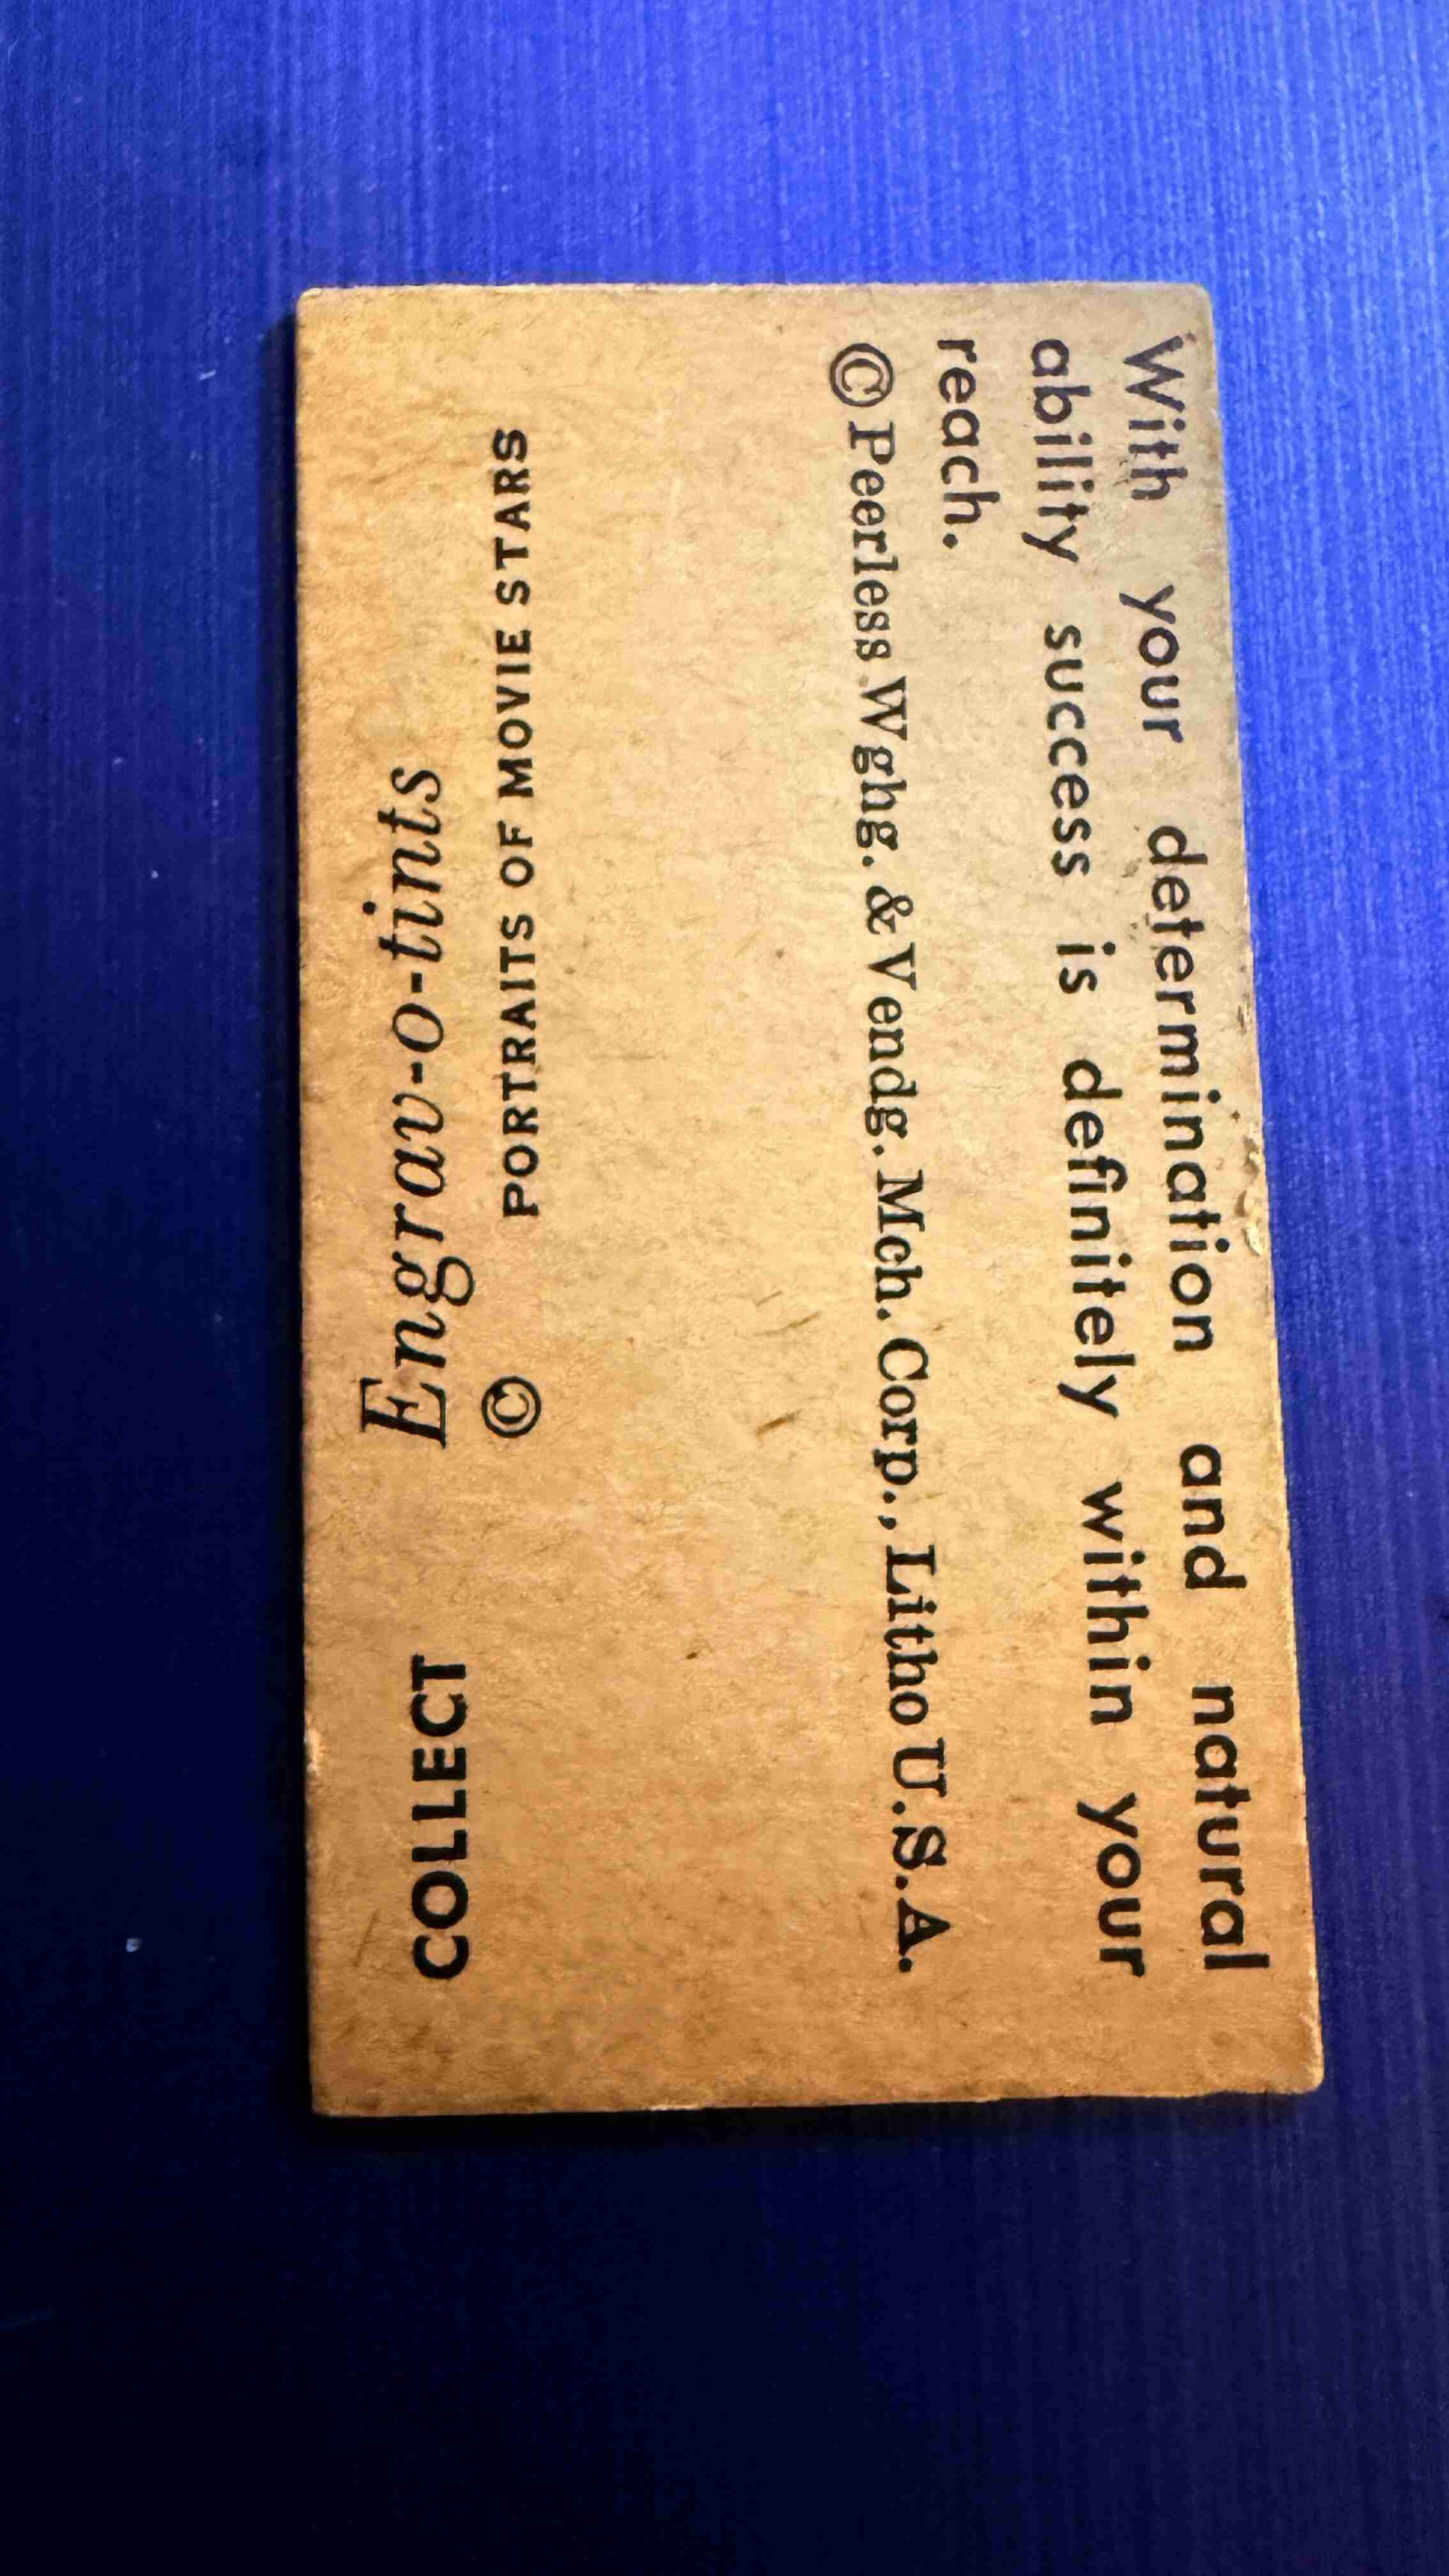 With your determination and natural
ability success is definitely within your
reach.
© Peerless Wghg. & Vendg. Mch. Corp., Litho U.S.A.
COLLECT Engrav-o-tints
© PORTRAITS OF MOVIE STARS